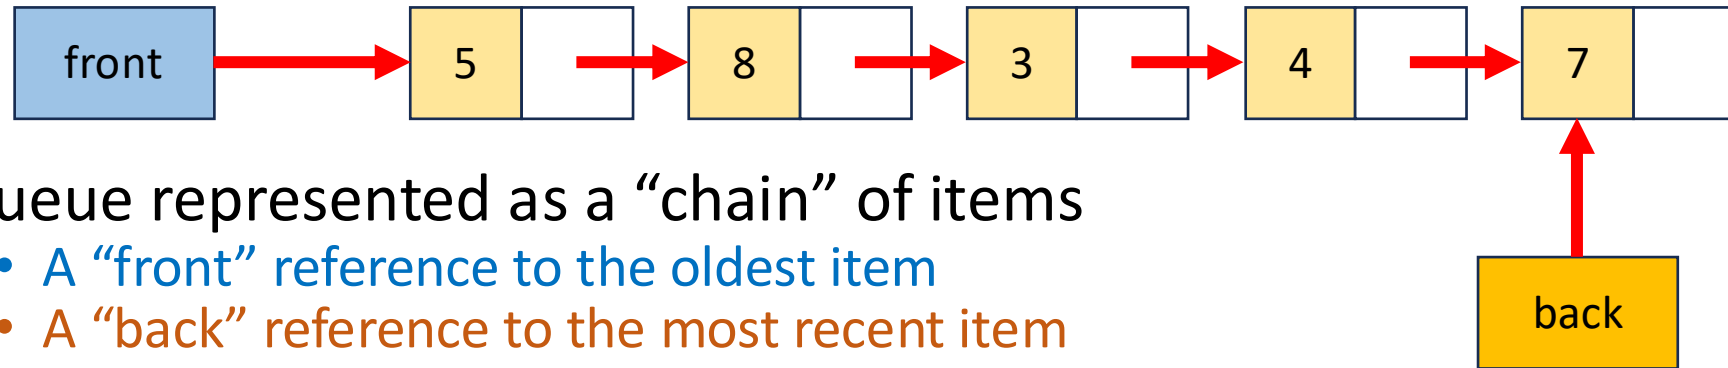 front 5 8 3 4 7
ueue represented as a “chain” of items
• A “front” reference to the oldest item
• A “back” reference to the most recent item
back